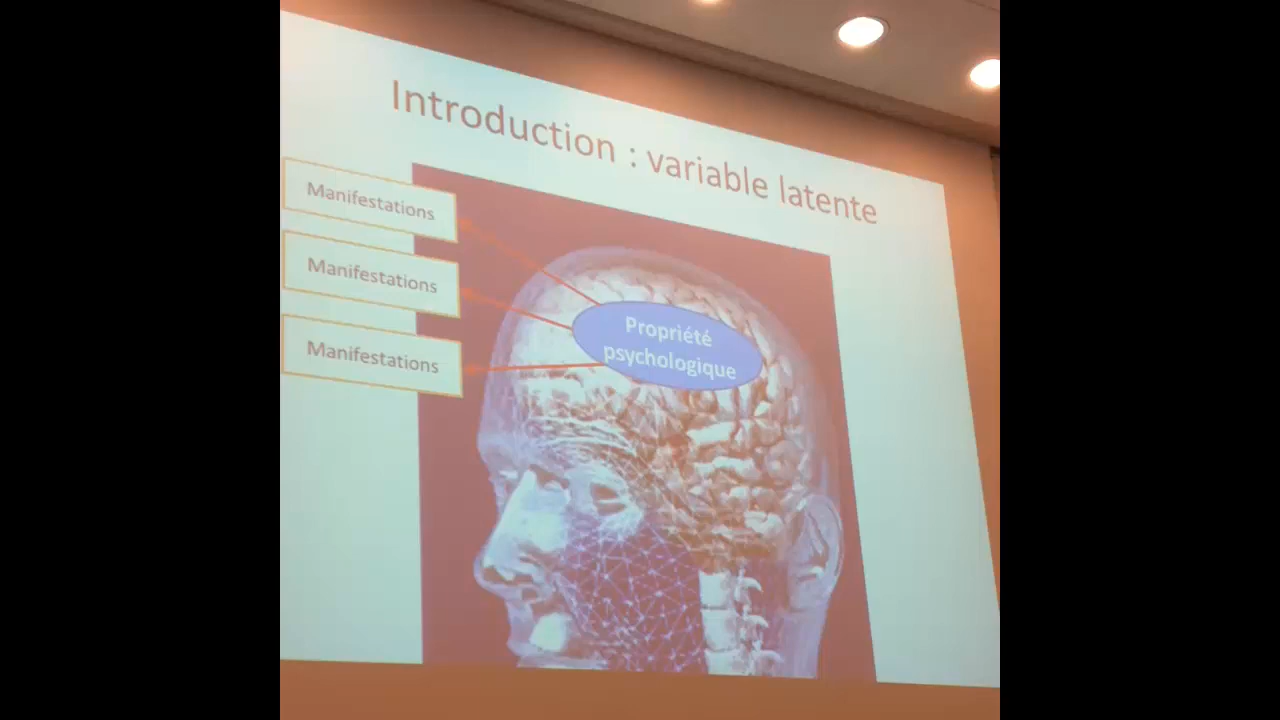 Introduction : variable latente
Manifestations
Manifestations
Manifestations
Propriété
psychologique